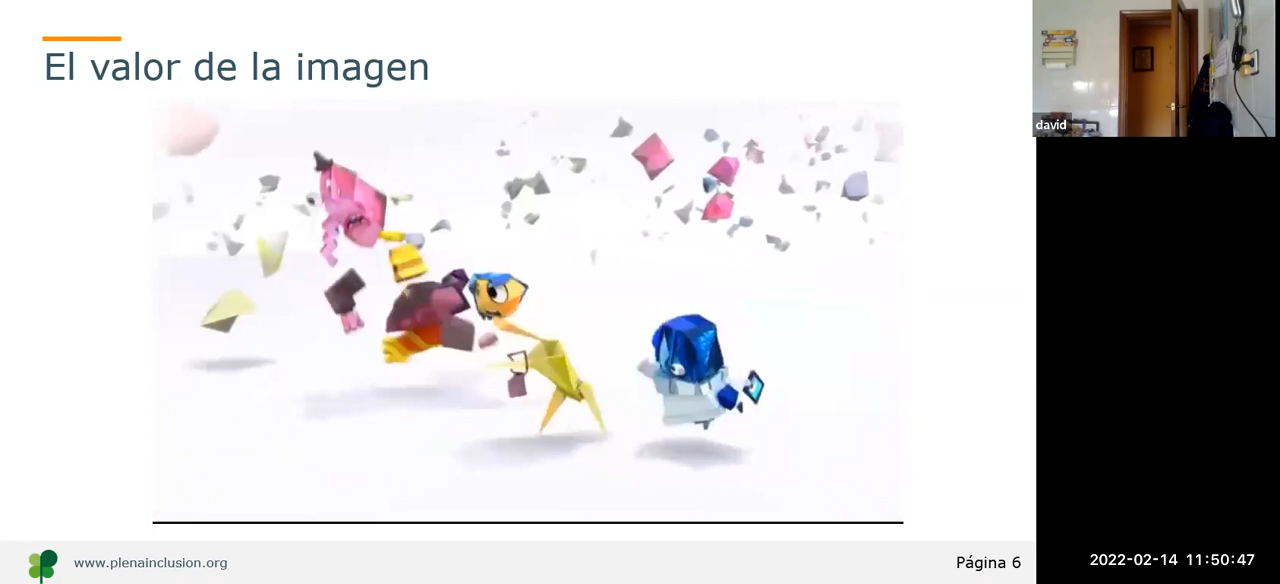 El valor de la imagen
david
www.plenainclusion.org
Página 6
2022-02-14 11:50:47